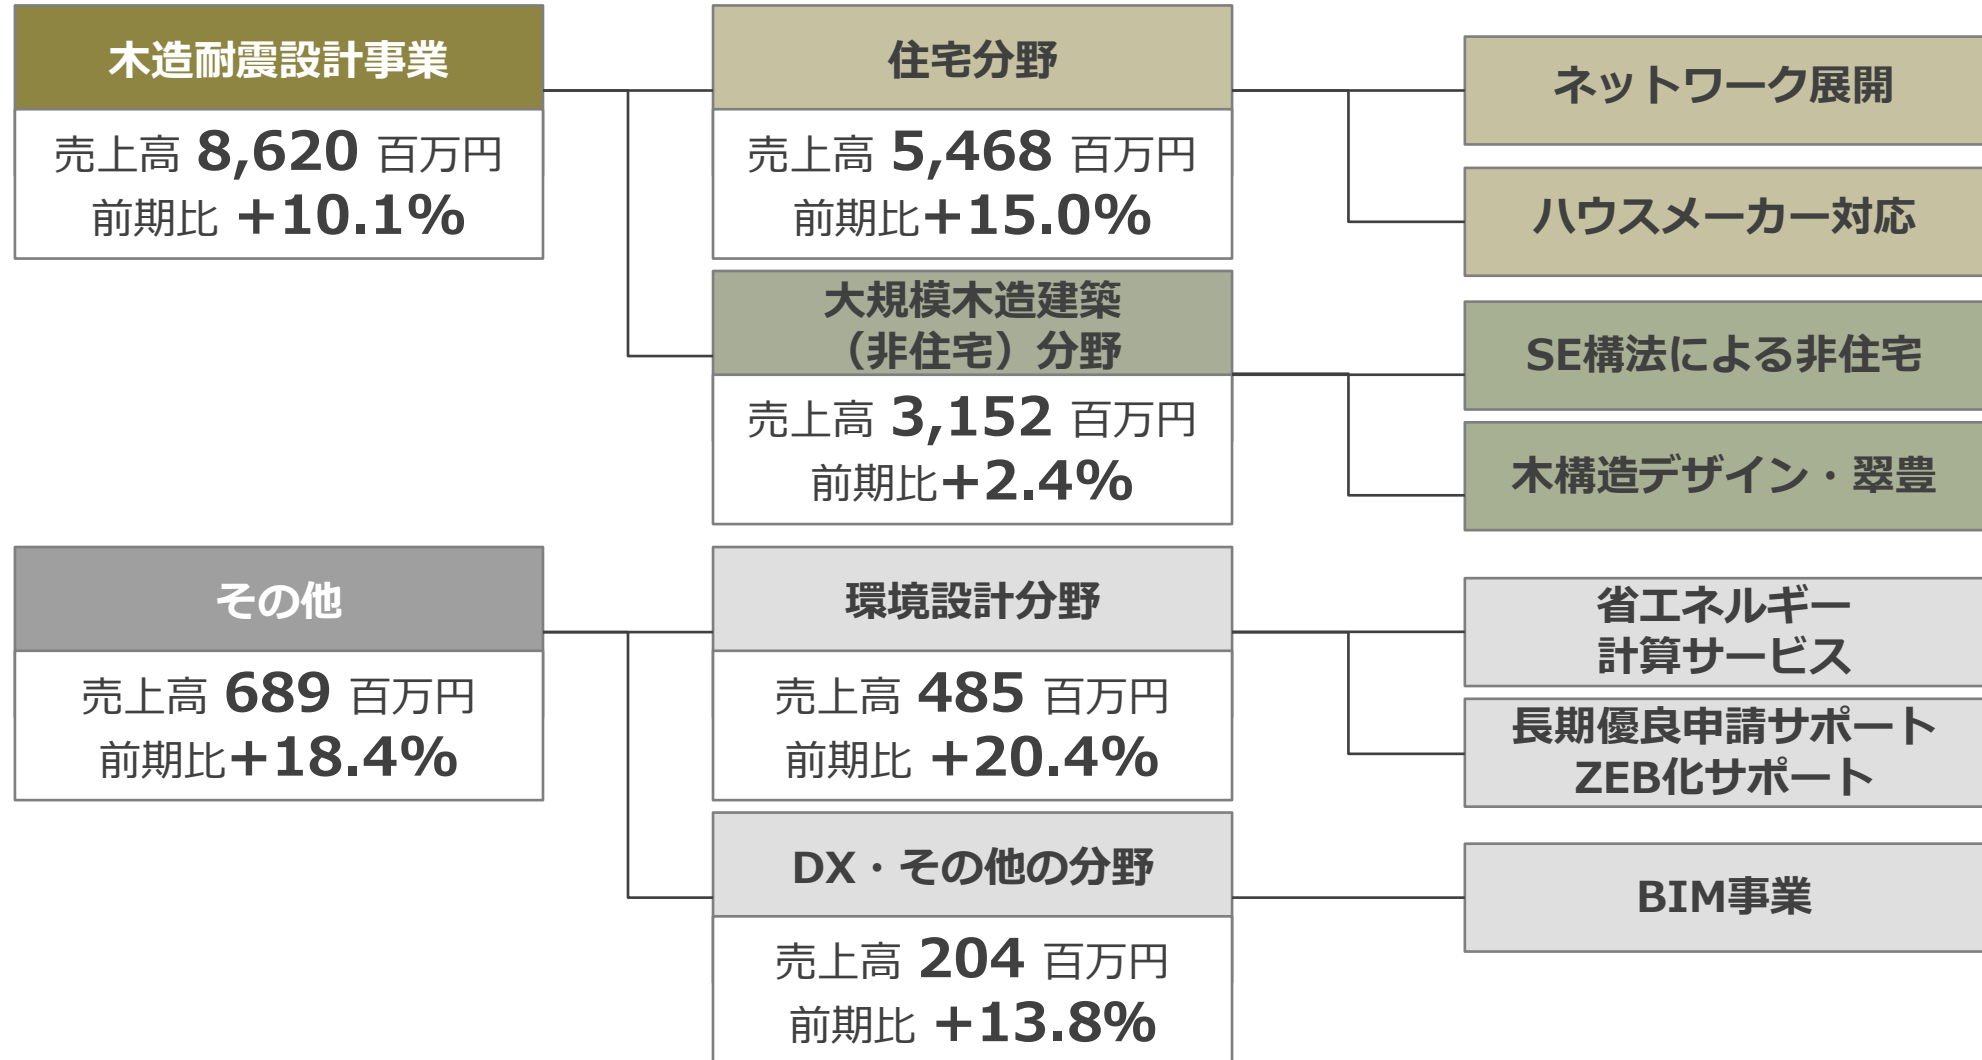 木造耐震設計事業
売上高 8,620 百万円
前期比 +10.1%
住宅分野
売上高 5,468 百万円
前期比+15.0%
ネットワーク展開
ハウスメーカー対応
大規模木造建築
（非住宅）分野
売上高 3,152 百万円
前期比+2.4%
SE構法による非住宅
木構造デザイン・翠豊
その他
売上高 689 百万円
前期比+18.4%
環境設計分野
売上高 485 百万円
前期比 +20.4%
省エネルギー
計算サービス
長期優良申請サポート
ZEB化サポート
DX・その他の分野
売上高 204 百万円
前期比 +13.8%
BIM事業